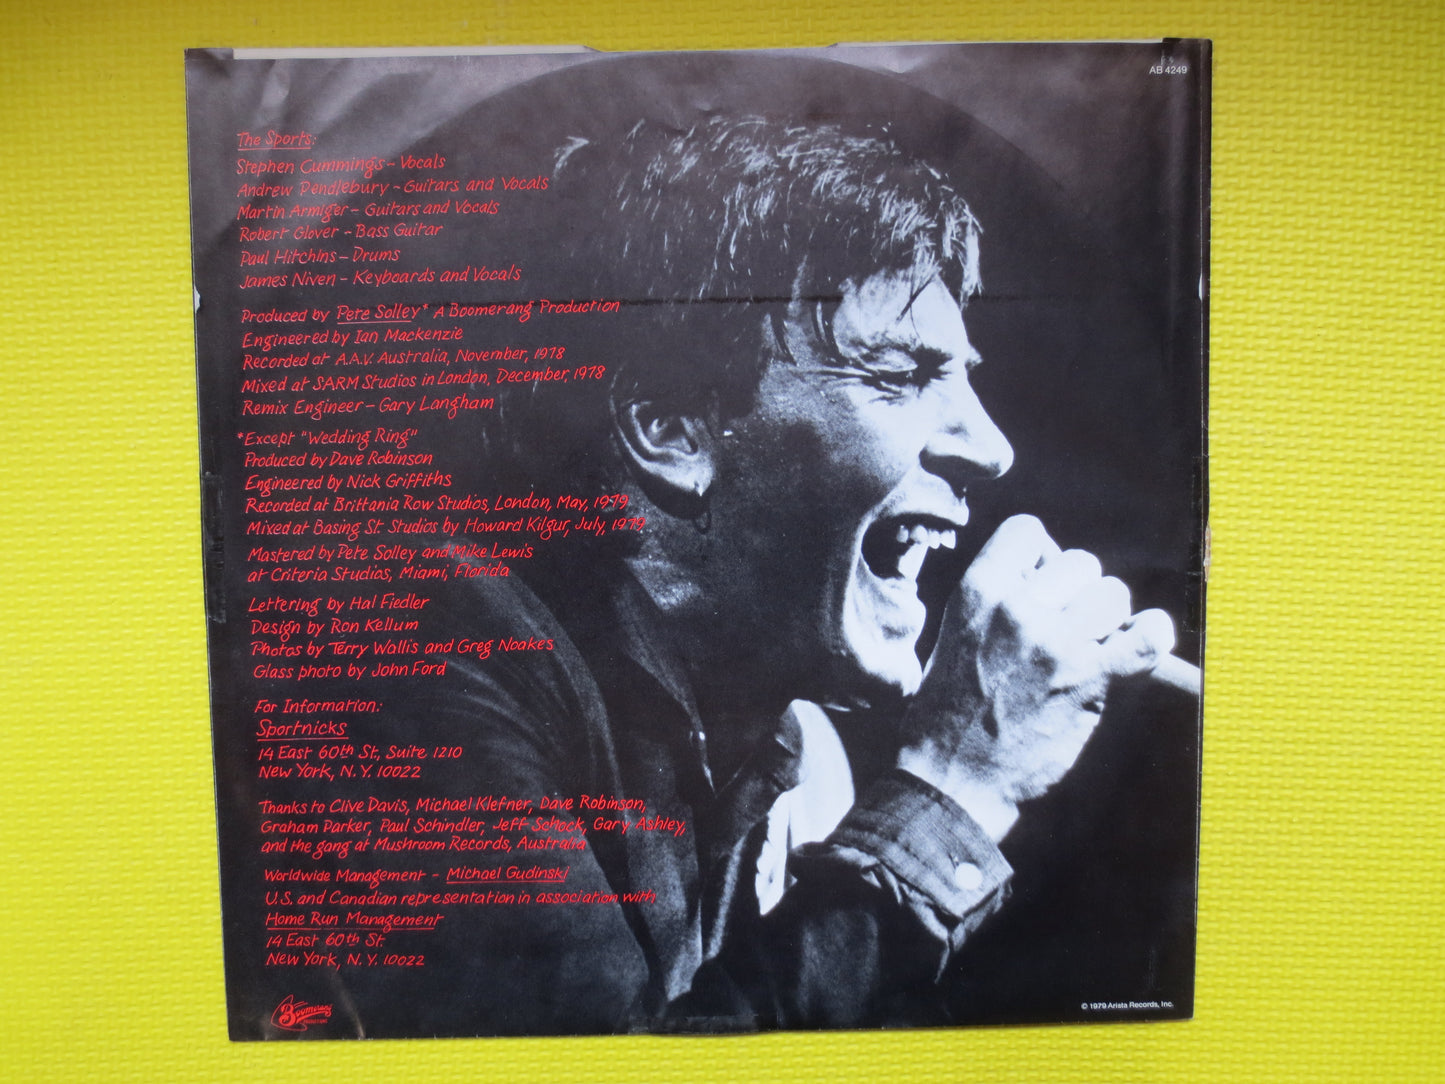 AB 4249
The Sports:
Stephen Cummings - Vocals
Andrew Pendlebury - Guitars and Vocals
Martin Armiger - Guitars and Vocals
Robert Glover - Bass Guitar
Paul Hitchins - Drums
James Niven - Keyboards and Vocals
Produced by Pete Solley* A Boomerang Production
Engineered by Ian Mackenzie
Recorded at A.A.V. Australia, November, 1978
Mixed at SARM Studios in London, December, 1978
Remix Engineer - Gary Langham
*Except "Wedding Ring"
Produced by Dave Robinson
Engineered by Nick Griffiths
Recorded at Brittania Row Studios, London, May, 1979
Mixed at Basing St. Studios by Howard Kilgur, July, 1979
Mastered by Pete Solley and Mike Lewis
at Criteria Studios, Miami, Florida
Lettering by Hal Fiedler
Design by Ron Kellum
Photos by Terry Wallis and Greg Noakes
Glass photo by John Ford
For Information:
Sportnicks
14 East 60th St., Suite 1210
New York, N.Y. 10022
Thanks to Clive Davis, Michael Klefner, Dave Robinson,
Graham Parker, Paul Schindler, Jeff Schock, Gary Ashley,
and the gang at Mushroom Records, Australia
Worldwide Management - Michael Gudinski
U.S. and Canadian representation in association with
Home Run Management
14 East 60th St.
New York, N.Y. 10022
Boomerang
PRODUCTIONS
© 1979 Arista Records, Inc.